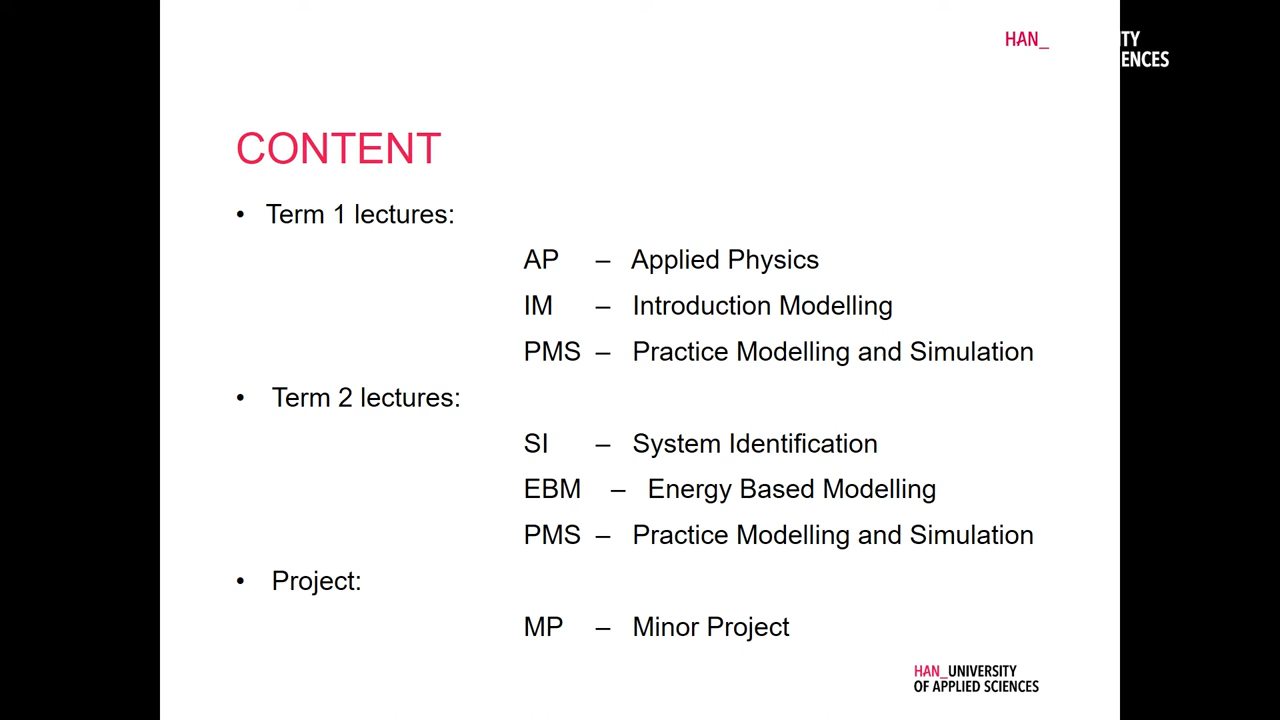 HAN_
TY
ENCES
CONTENT
• Term 1 lectures:
AP – Applied Physics
IM – Introduction Modelling
PMS – Practice Modelling and Simulation
• Term 2 lectures:
SI – System Identification
EBM – Energy Based Modelling
PMS – Practice Modelling and Simulation
• Project:
MP – Minor Project
HAN_UNIVERSITY
OF APPLIED SCIENCES